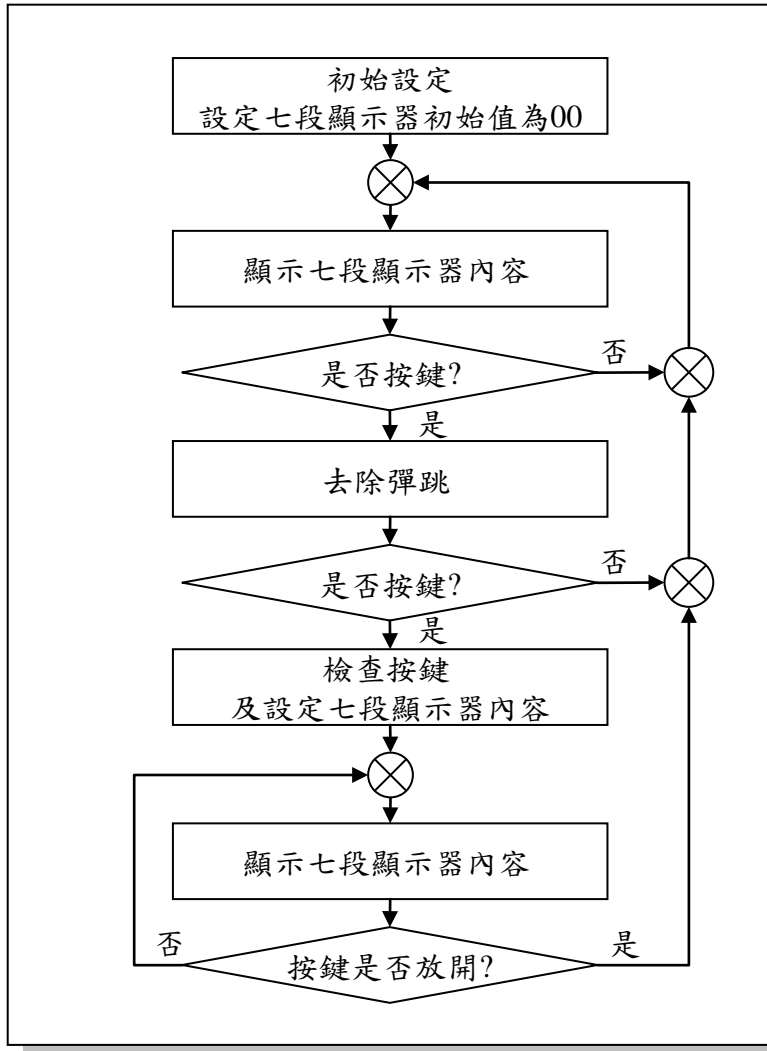 初始設定
設定七段顯示器初始值為00
顯示七段顯示器內容
是否按鍵?
否
是
去除彈跳
是否按鍵?
否
是
檢查按鍵
及設定七段顯示器內容
顯示七段顯示器內容
否
按鍵是否放開?
是